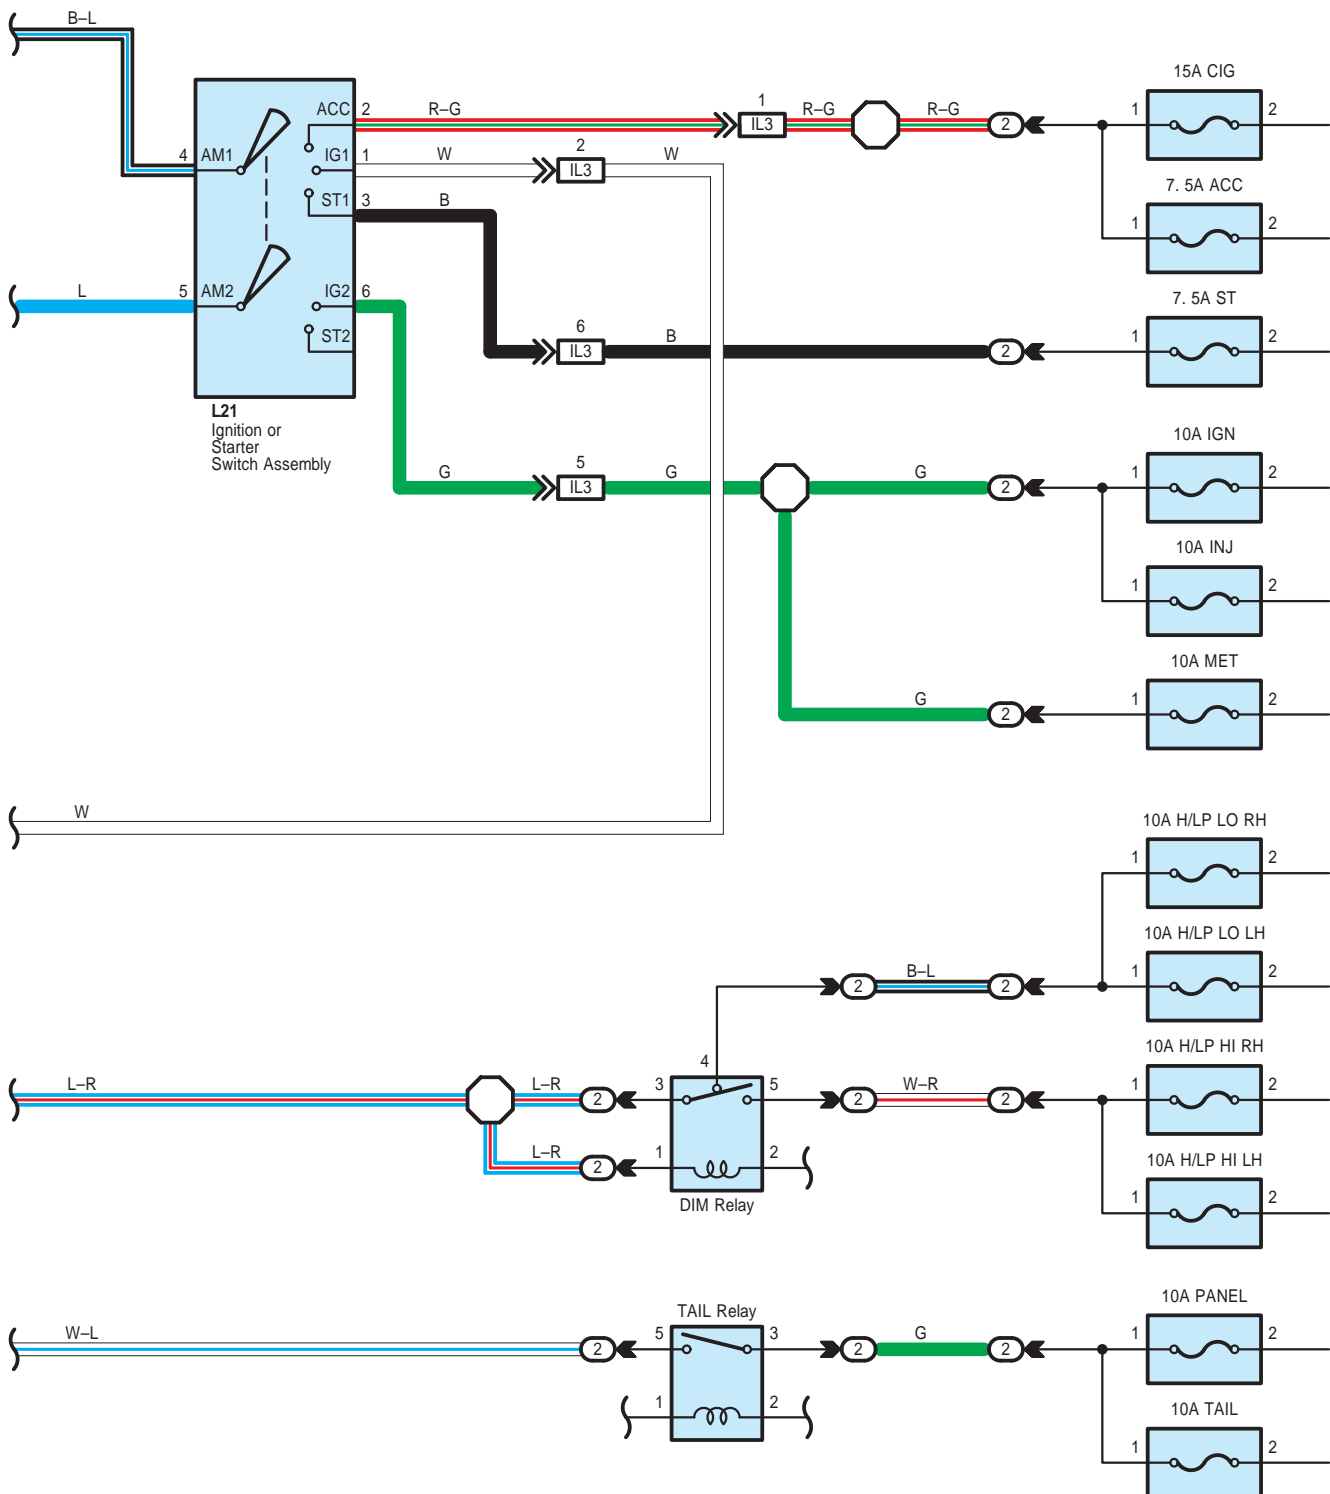 B–L
15A CIG
ACC 2 R–G 1 IL3 R–G R–G 2 1 2
4 AM1 IG1 1 W 2 IL3 W
7. 5A ACC
ST1 3 B
1 2
L 5 AM2 IG2 6
7. 5A ST
ST2 6 IL3 B 2 1 2
L21
Ignition or
Starter
Switch Assembly
10A IGN
G 5 IL3 G G 2 1 2
10A INJ
1 2
10A MET
G 2 1 2
W
10A H/LP LO RH
1 2
10A H/LP LO LH
2 B–L 2 1 2
10A H/LP HI RH
4
L–R L–R 2 3 5 2 W–R 2 1 2
L–R 2 1 2
10A H/LP HI LH
1 2
DIM Relay
10A PANEL
TAIL Relay
W–L 2 5 3 2 G 2 1 2
1 2
10A TAIL
1 2